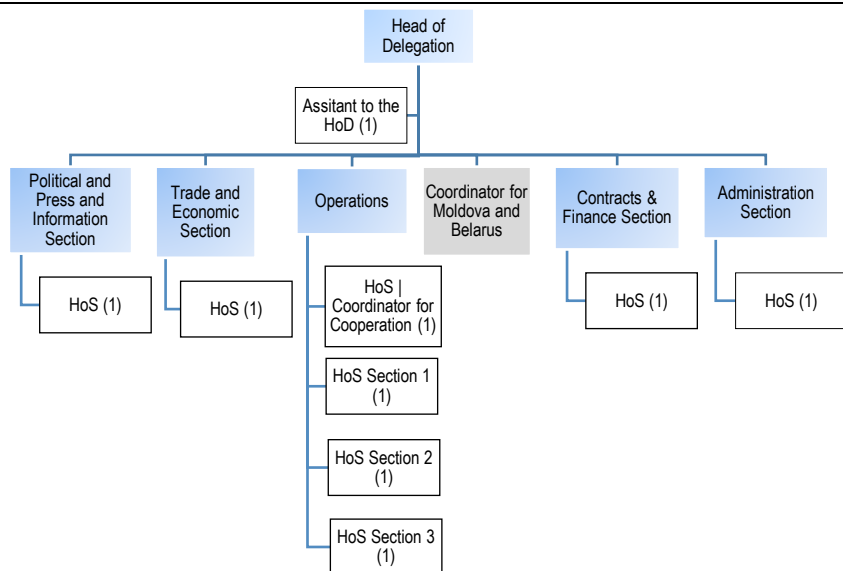 Head of
Delegation
Assitant to the
HoD (1)
Political and
Press and
Information
Section
Trade and
Economic
Section
Operations
Coordinator for
Moldova and
Belarus
Contracts &
Finance Section
Administration
Section
HoS (1)
HoS (1)
HoS |
Coordinator for
Cooperation (1)
HoS (1)
HoS (1)
HoS Section 1
(1)
HoS Section 2
(1)
HoS Section 3
(1)